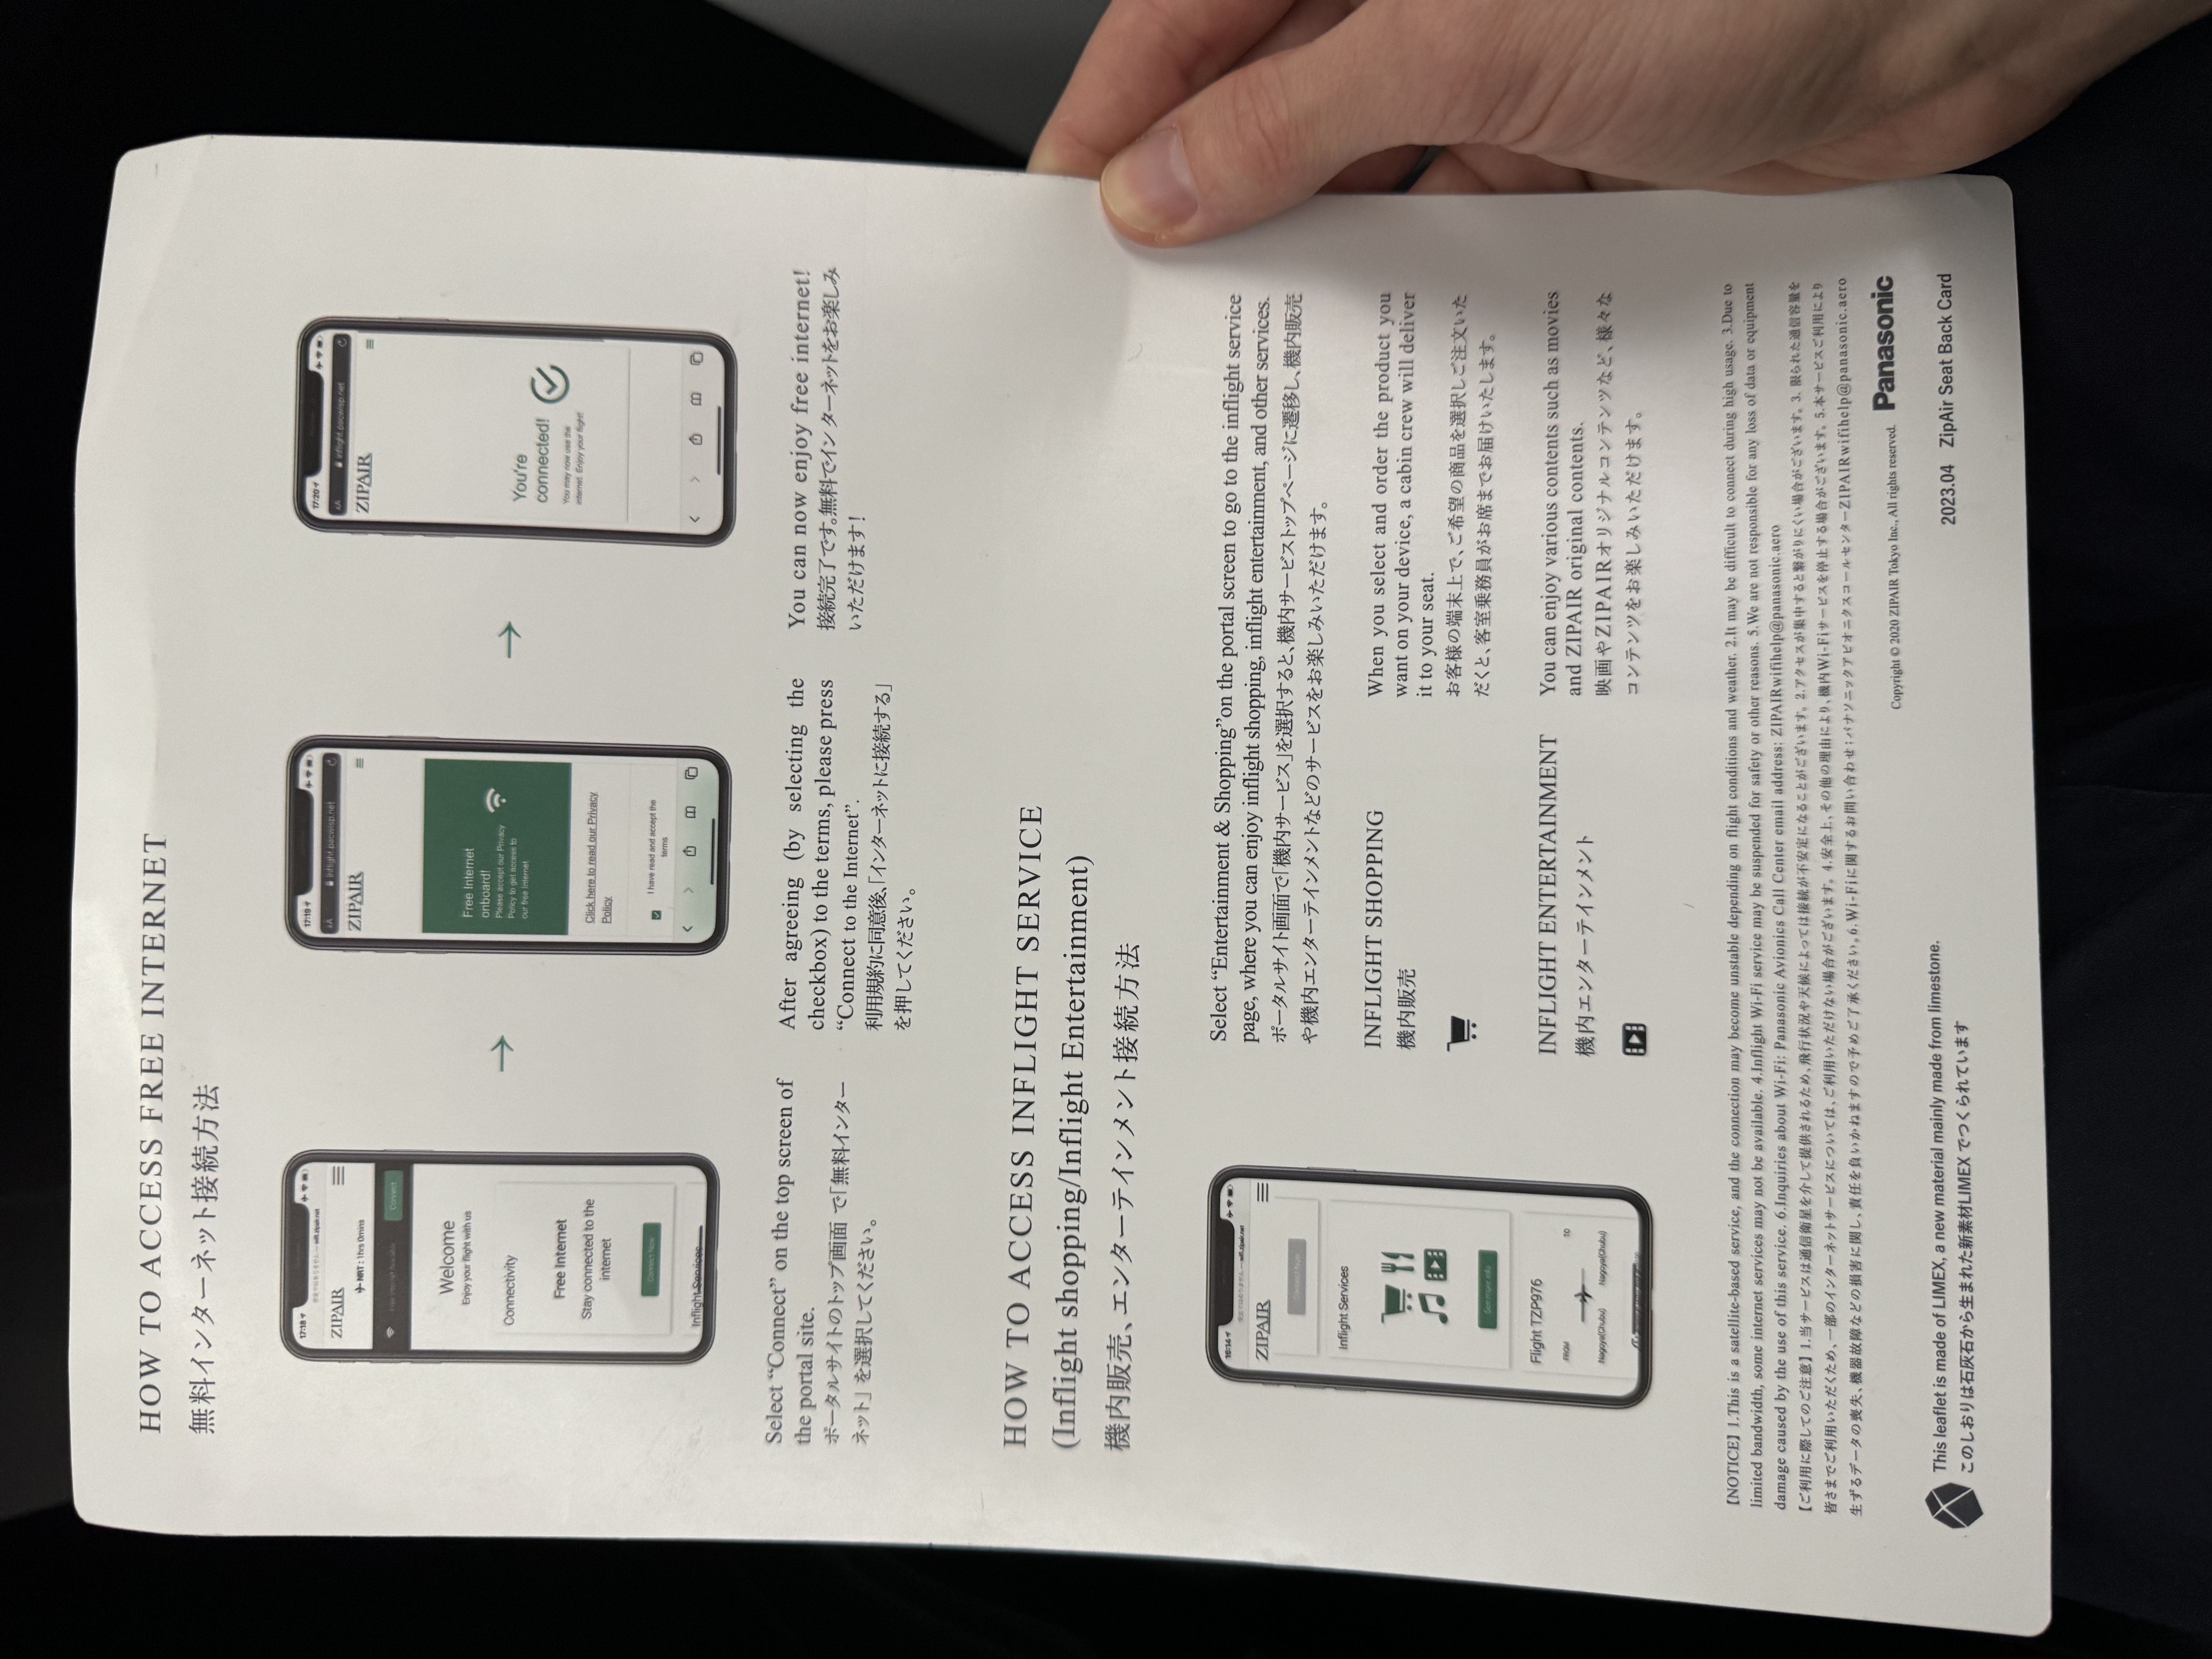 HOW TO ACCESS FREE INTERNET
無料インターネット接続方法
17:18
wifi.zipair.net
ZIPAIR
NRT : 1hrs 0mins
Free Internet Available
Connect
Welcome
Enjoy your flight with us
Connectivity
Free Internet
Stay connected to the
internet
Connect Now
Inflight Services
17:19
AA
inflight.pacwisp.net
ZIPAIR
Free Internet
onboard!
Please accept our Privacy
Policy to get access to
our free Internet
Click here to read our Privacy
Policy
I have read and accept the
terms
17:20
AA
inflight.pacwisp.net
ZIPAIR
You're
connected!
You may now use the
internet. Enjoy your flight!
Select “Connect” on the top screen of
the portal site.
ポータルサイトのトップ画面 で「無料インター
ネット」 を選択してください。
After agreeing (by selecting the
checkbox) to the terms, please press
“Connect to the Internet”.
利用規約に同意後、「インターネットに接続する」
を押してください。
You can now enjoy free internet!
接続完了です。無料でイン ターネットをお楽しみ
いただけます!
HOW TO ACCESS INFLIGHT SERVICE
(Inflight shopping/Inflight Entertainment)
機内販売、エンターテインメント接続方法
16:14
wifi.zipair.net
ZIPAIR
Connect Now
Inflight Services
See more info
Flight TZP976
FROM
TO
Nagoya(Chubu)
Nagoya(Chubu)
Select “Entertainment & Shopping”on the portal screen to go to the inflight service
page, where you can enjoy inflight shopping, inflight entertainment, and other services.
ポータルサイト画面で「機内サービス」を選択すると、機内サービストップページに遷移し、機内販売
や機内エンターテインメントなどのサービスをお楽しみいただけます。
INFLIGHT SHOPPING
機内販売
When you select and order the product you
want on your device, a cabin crew will deliver
it to your seat.
お客様の端末上で、ご希望の商品を選択しご注文いた
だくと、客室乗務員がお席までお届けいたします。
INFLIGHT ENTERTAINMENT
機内エンターテインメント
You can enjoy various contents such as movies
and ZIPAIR original contents.
映画やZIPAIRオリジナルコンテンツなど、様々な
コンテンツをお楽しみいただけます。
【NOTICE】 1.This is a satellite-based service, and the connection may become unstable depending on flight conditions and weather. 2.It may be difficult to connect during high usage. 3.Due to
limited bandwidth, some internet services may not be available. 4.Inflight Wi-Fi service may be suspended for safety or other reasons. 5.We are not responsible for any loss of data or equipment
damage caused by the use of this service. 6.Inquiries about Wi-Fi: Panasonic Avionics Call Center email address: ZIPAIRwifihelp@panasonic.aero
【ご利用に際してのご注意】 1.当サービスは通信衛星を介して提供されるため、飛行状況や天候によっては接続が不安定になることがございます。 2.アクセスが集中すると繋がりにくい場合がございます。 3. 限られた通信容量を
皆さまでご利用いただくため、一部のインターネットサービスについては、ご利用いただけない場合がございます。 4.安全上、その他の理由により、機内Wi-Fiサービスを停止する場合がございます。 5.本サービスご利用により
生ずるデータの喪失、機器故障などの損害に関し、責任を負いかねますので予めご了承ください。6.Wi-Fiに関するお問い合わせ:パナソニックアビオニクスコールセンターZIPAIRwifihelp@panasonic.aero
Copyright © 2020 ZIPAIR Tokyo Inc., All rights reserved.
Panasonic
This leaflet is made of LIMEX, a new material mainly made from limestone.
このしおりは石灰石から生まれた新素材LIMEX でつくられています
2023.04 ZipAir Seat Back Card